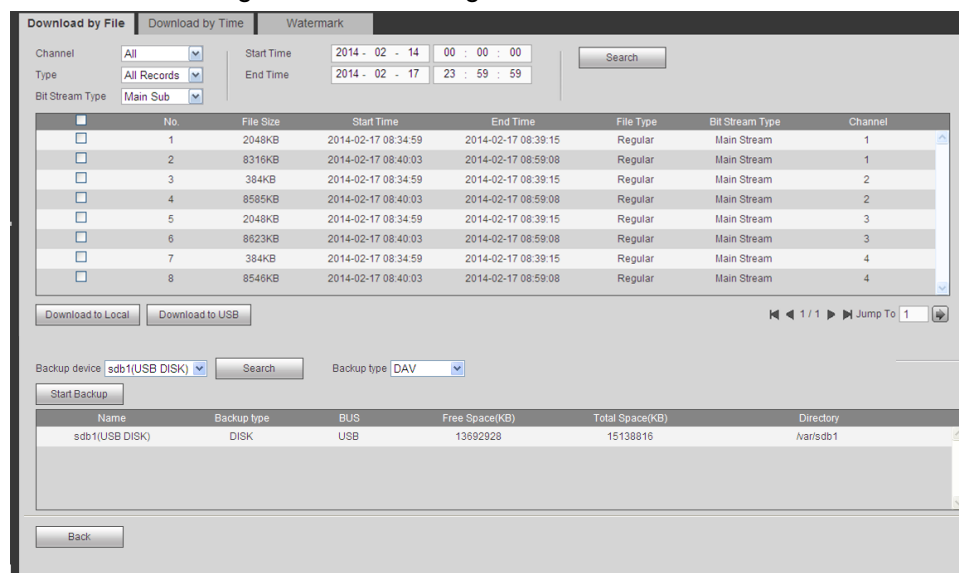 Download by File Download by Time Watermark
Channel All Start Time 2014 - 02 - 14 00 : 00 : 00 Search
Type All Records End Time 2014 - 02 - 17 23 : 59 : 59
Bit Stream Type Main Sub
No. File Size Start Time End Time File Type Bit Stream Type Channel
1 2048KB 2014-02-17 08:34:59 2014-02-17 08:39:15 Regular Main Stream 1
2 8316KB 2014-02-17 08:40:03 2014-02-17 08:59:08 Regular Main Stream 1
3 384KB 2014-02-17 08:34:59 2014-02-17 08:39:15 Regular Main Stream 2
4 8585KB 2014-02-17 08:40:03 2014-02-17 08:59:08 Regular Main Stream 2
5 2048KB 2014-02-17 08:34:59 2014-02-17 08:39:15 Regular Main Stream 3
6 8623KB 2014-02-17 08:40:03 2014-02-17 08:59:08 Regular Main Stream 3
7 384KB 2014-02-17 08:34:59 2014-02-17 08:39:15 Regular Main Stream 4
8 8546KB 2014-02-17 08:40:03 2014-02-17 08:59:08 Regular Main Stream 4
Download to Local Download to USB 1 / 1 Jump To 1
Backup device sdb1(USB DISK) Search Backup type DAV
Start Backup
Name Backup type BUS Free Space(KB) Total Space(KB) Directory
sdb1(USB DISK) DISK USB 13692928 15138816 /var/sdb1
Back